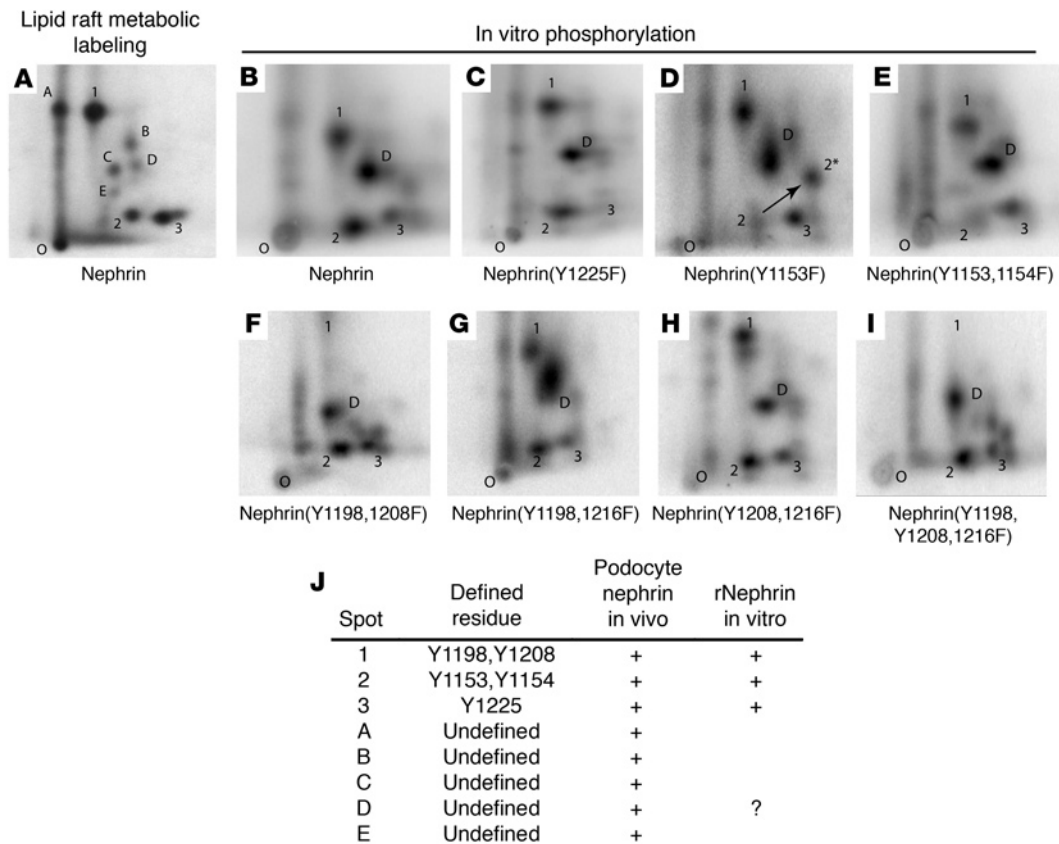 Lipid raft metabolic
labeling
In vitro phosphorylation
A
A
1
B
C
D
E
2
3
O
Nephrin
B
1
D
2
3
O
Nephrin
C
1
D
2
3
O
Nephrin(Y1225F)
D
1
D
2*
2
3
O
Nephrin(Y1153F)
E
1
D
2
3
O
Nephrin(Y1153,1154F)
F
1
D
2
3
O
Nephrin(Y1198,1208F)
G
1
D
2
3
O
Nephrin(Y1198,1216F)
H
1
D
2
3
O
Nephrin(Y1208,1216F)
I
1
D
2
3
O
Nephrin(Y1198,
Y1208,1216F)
J
Podocyte
Defined nephrin rNephrin
Spot residue in vivo in vitro
1 Y1198,Y1208 + +
2 Y1153,Y1154 + +
3 Y1225 + +
A Undefined +
B Undefined +
C Undefined +
D Undefined + ?
E Undefined +